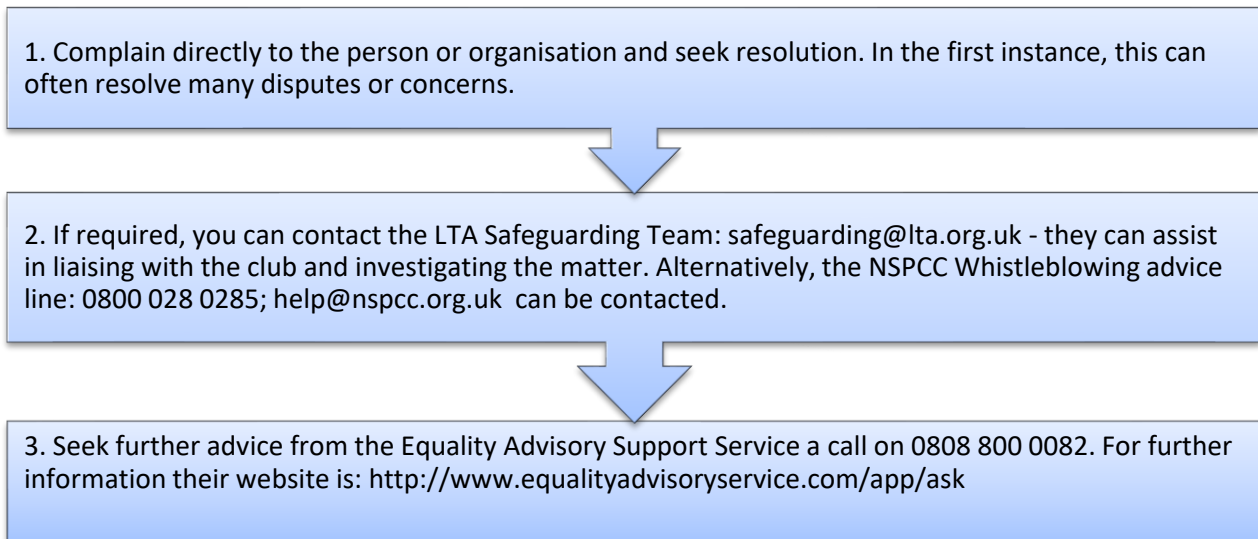 1. Complain directly to the person or organisation and seek resolution. In the first instance, this can
often resolve many disputes or concerns.
2. If required, you can contact the LTA Safeguarding Team: safeguarding@lta.org.uk - they can assist
in liaising with the club and investigating the matter. Alternatively, the NSPCC Whistleblowing advice
line: 0800 028 0285; help@nspcc.org.uk  can be contacted.
3. Seek further advice from the Equality Advisory Support Service a call on 0808 800 0082. For further
information their website is: http://www.equalityadvisoryservice.com/app/ask